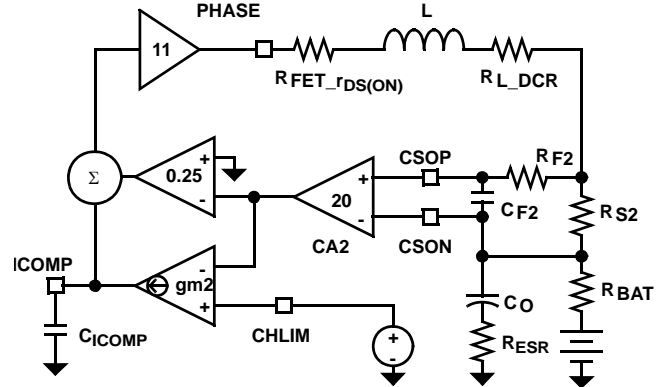 PHASE
L
11
RFET_rDS(ON)
RL_DCR
Σ
0.25
+
-
20
+
-
CA2
CSOP
CSON
RF2
CF2
RS2
ICOMP
gm2
-
+
CICOMP
CHLIM
+
-
CO
RESR
RBAT